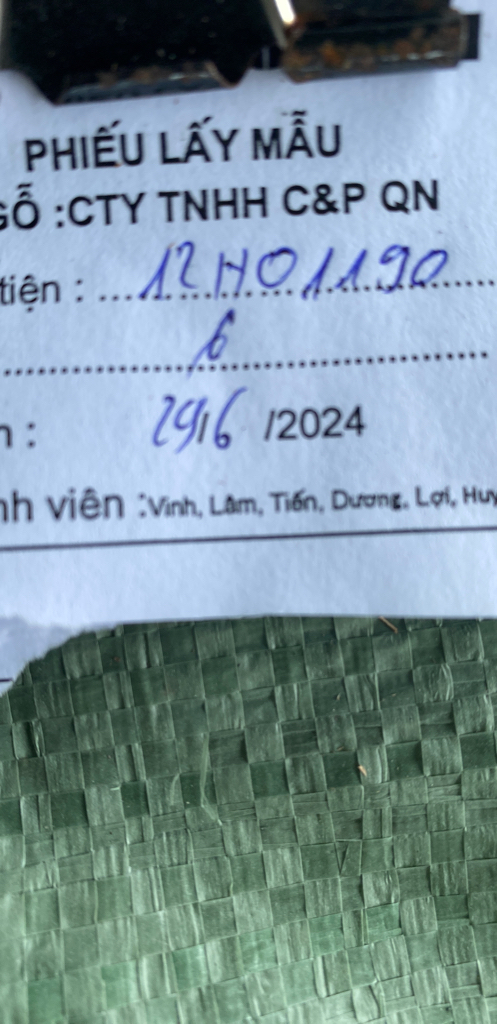 PHIẾU LẤY MẪU
GỖ :CTY TNHH C&P QN
tiện : 12H01190
6
n : 29/6 /2024
nh viên :Vinh, Lâm, Tiến, Dương, Lợi, Huy